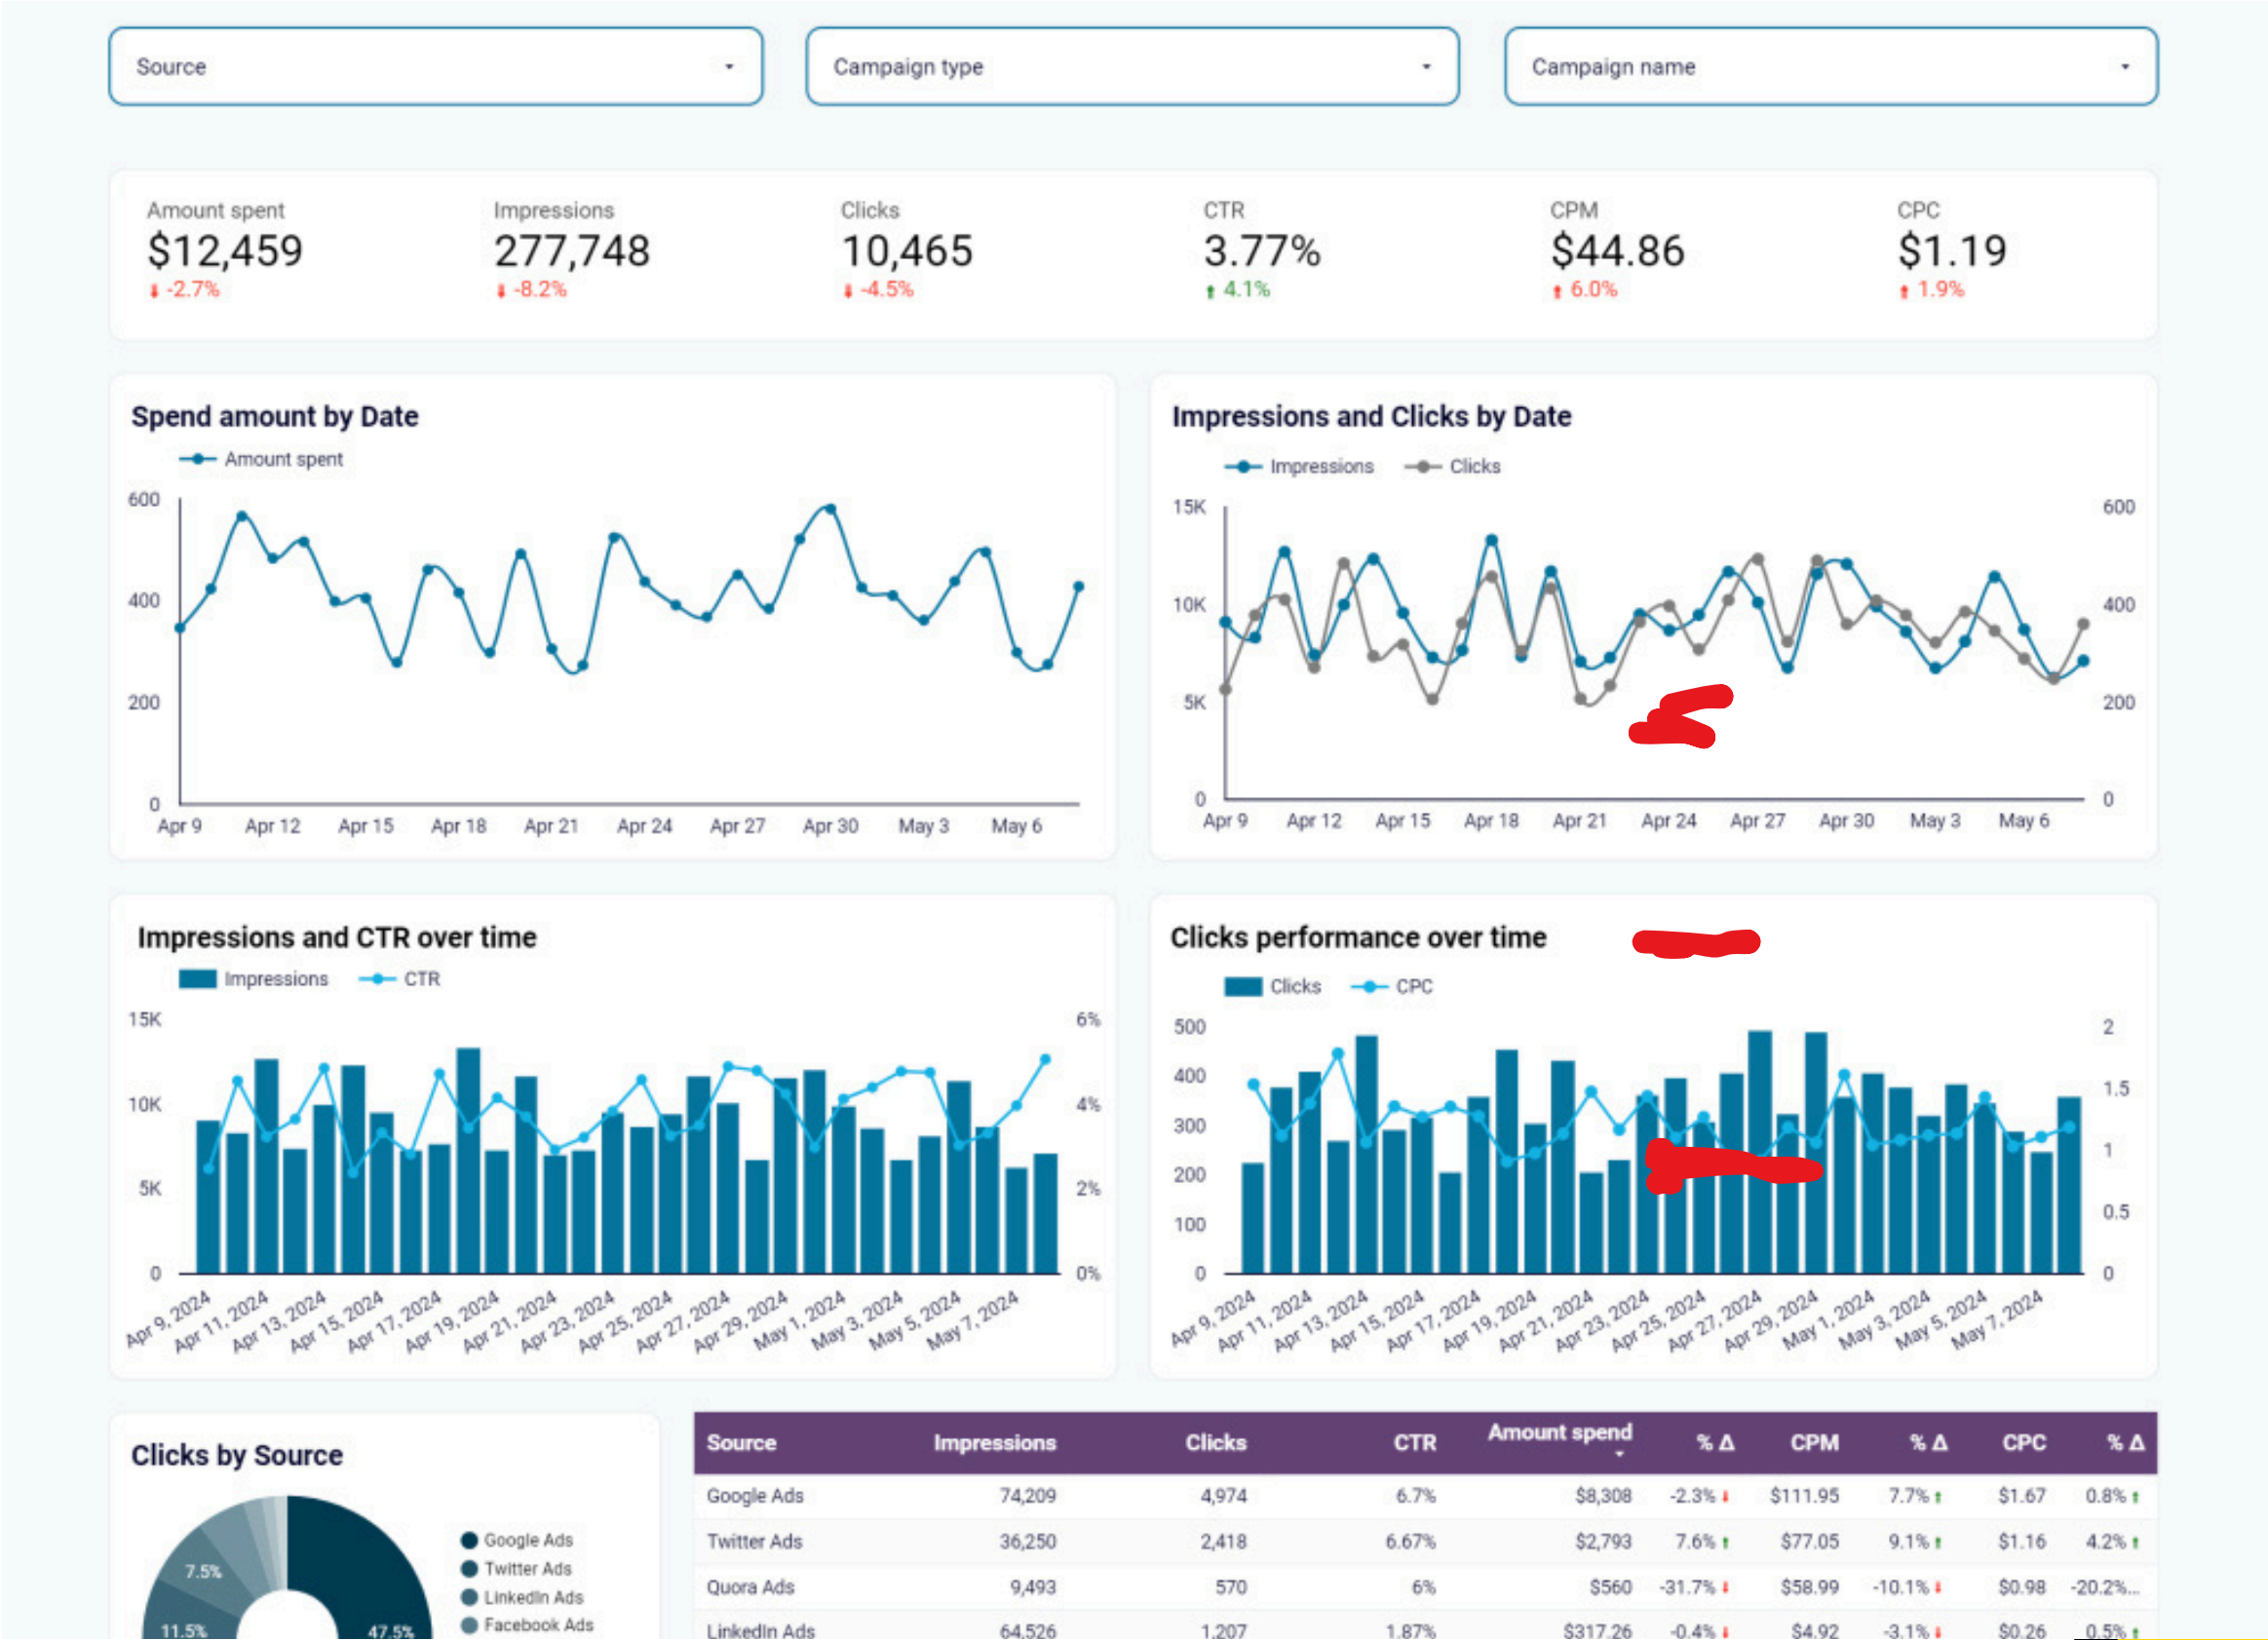 Source
Campaign type
Campaign name
Amount spent
Impressions
Clicks
CTR
CPM
CPC
$12,459
277,748
10,465
3.77%
$44.86
$1.19
-2.7%
-8.2%
-4.5%
4.1%
6.0%
1.9%
Spend amount by Date
Amount spent
600
400
200
0
Apr 9 Apr 12 Apr 15 Apr 18 Apr 21 Apr 24 Apr 27 Apr 30 May 3 May 6
Impressions and Clicks by Date
Impressions Clicks
15K 600
10K 400
5K 200
0 0
Apr 9 Apr 12 Apr 15 Apr 18 Apr 21 Apr 24 Apr 27 Apr 30 May 3 May 6
Impressions and CTR over time
Impressions CTR
15K 6%
10K 4%
5K 2%
0 0%
Apr 9, 2024 Apr 11, 2024 Apr 13, 2024 Apr 15, 2024 Apr 17, 2024 Apr 19, 2024 Apr 21, 2024 Apr 23, 2024 Apr 25, 2024 Apr 27, 2024 Apr 29, 2024 May 1, 2024 May 3, 2024 May 5, 2024 May 7, 2024
Clicks performance over time
Clicks CPC
500 2
400 1.5
300
200 1
100 0.5
0 0
Apr 9, 2024 Apr 11, 2024 Apr 13, 2024 Apr 15, 2024 Apr 17, 2024 Apr 19, 2024 Apr 21, 2024 Apr 23, 2024 Apr 25, 2024 Apr 27, 2024 Apr 29, 2024 May 1, 2024 May 3, 2024 May 5, 2024 May 7, 2024
Clicks by Source
7.5%
11.5%
47.5%
Google Ads
Twitter Ads
LinkedIn Ads
Facebook Ads
Source Impressions Clicks CTR Amount spend % Δ CPM % Δ CPC % Δ
Google Ads 74,209 4,974 6.7% $8,308 -2.3% $111.95 7.7% $1.67 0.8%
Twitter Ads 36,250 2,418 6.67% $2,793 7.6% $77.05 9.1% $1.16 4.2%
Quora Ads 9,493 570 6% $560 -31.7% $58.99 -10.1% $0.98 -20.2%...
LinkedIn Ads 64,526 1,207 1.87% $317.26 -0.4% $4.92 -3.1% $0.26 0.5%